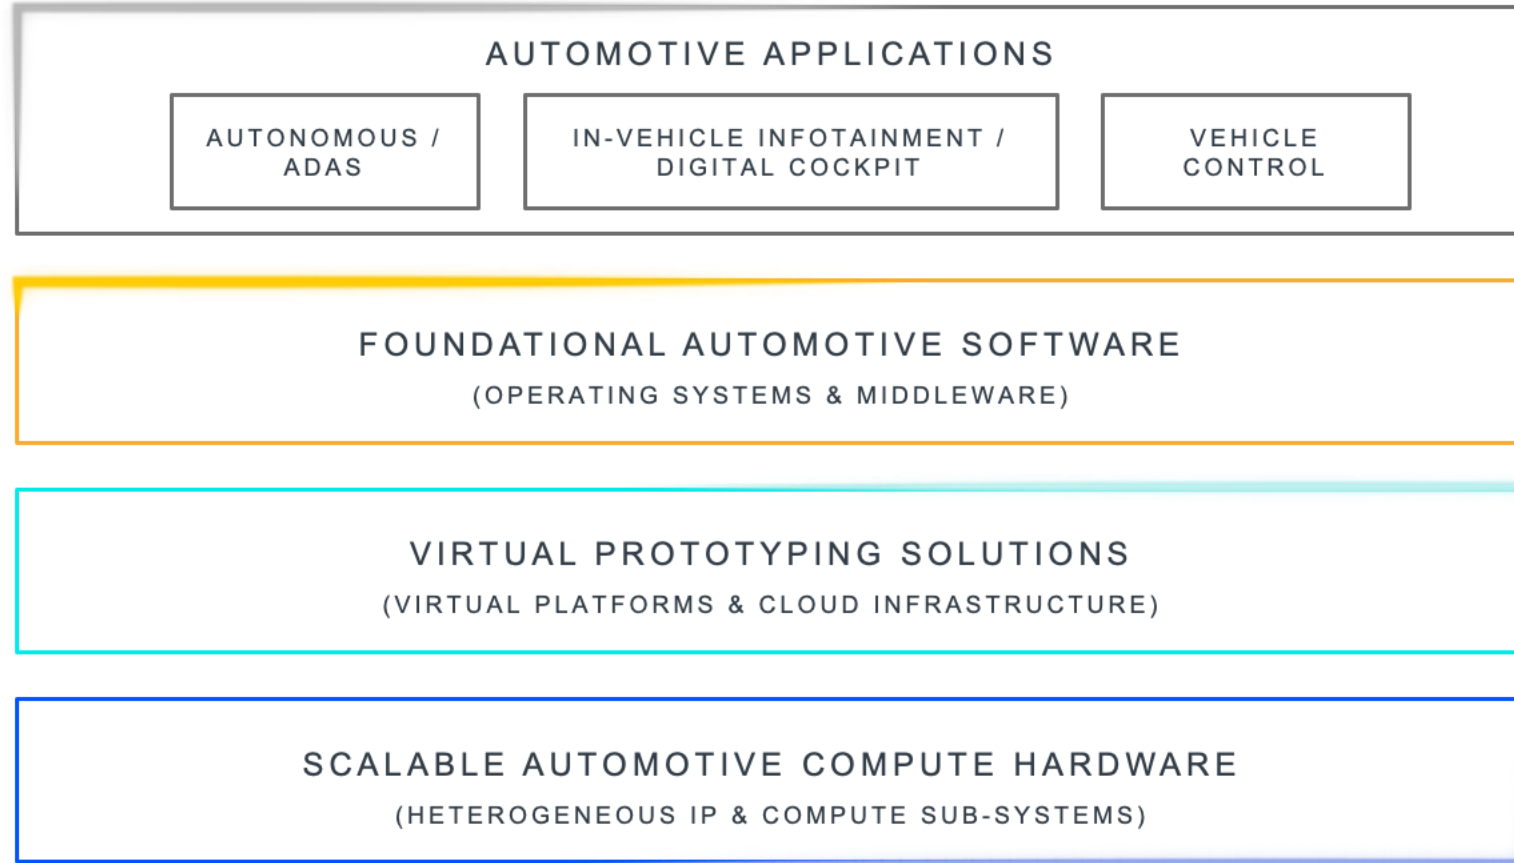 AUTOMOTIVE APPLICATIONS
AUTONOMOUS /
ADAS
IN-VEHICLE INFOTAINMENT /
DIGITAL COCKPIT
VEHICLE
CONTROL
FOUNDATIONAL AUTOMOTIVE SOFTWARE
(OPERATING SYSTEMS & MIDDLEWARE)
VIRTUAL PROTOTYPING SOLUTIONS
(VIRTUAL PLATFORMS & CLOUD INFRASTRUCTURE)
SCALABLE AUTOMOTIVE COMPUTE HARDWARE
(HETEROGENEOUS IP & COMPUTE SUB-SYSTEMS)